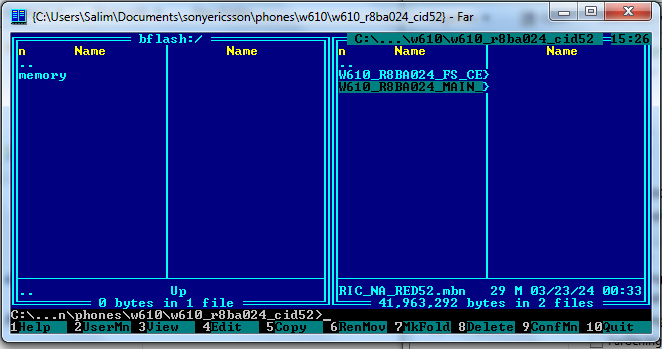 {C:\Users\Salim\Documents\sonyericsson\phones\w610\w610_r8ba024_cid52} - Far
bflash:/
n Name Name
..
memory
.. Up
0 bytes in 1 file
C:\...\w610\w610_r8ba024_cid52 15:26
n Name Name
..
W610_R8BA024_FS_CE}
W610_R8BA024_MAIN_}
RIC_NA_RED52.mbn 29 M 03/23/24 00:33
41,963,292 bytes in 2 files
C:\...n\phones\w610\w610_r8ba024_cid52>_
1Help 2UserMn 3View 4Edit 5Copy 6RenMov 7MkFold 8Delete 9ConfMn 10Quit